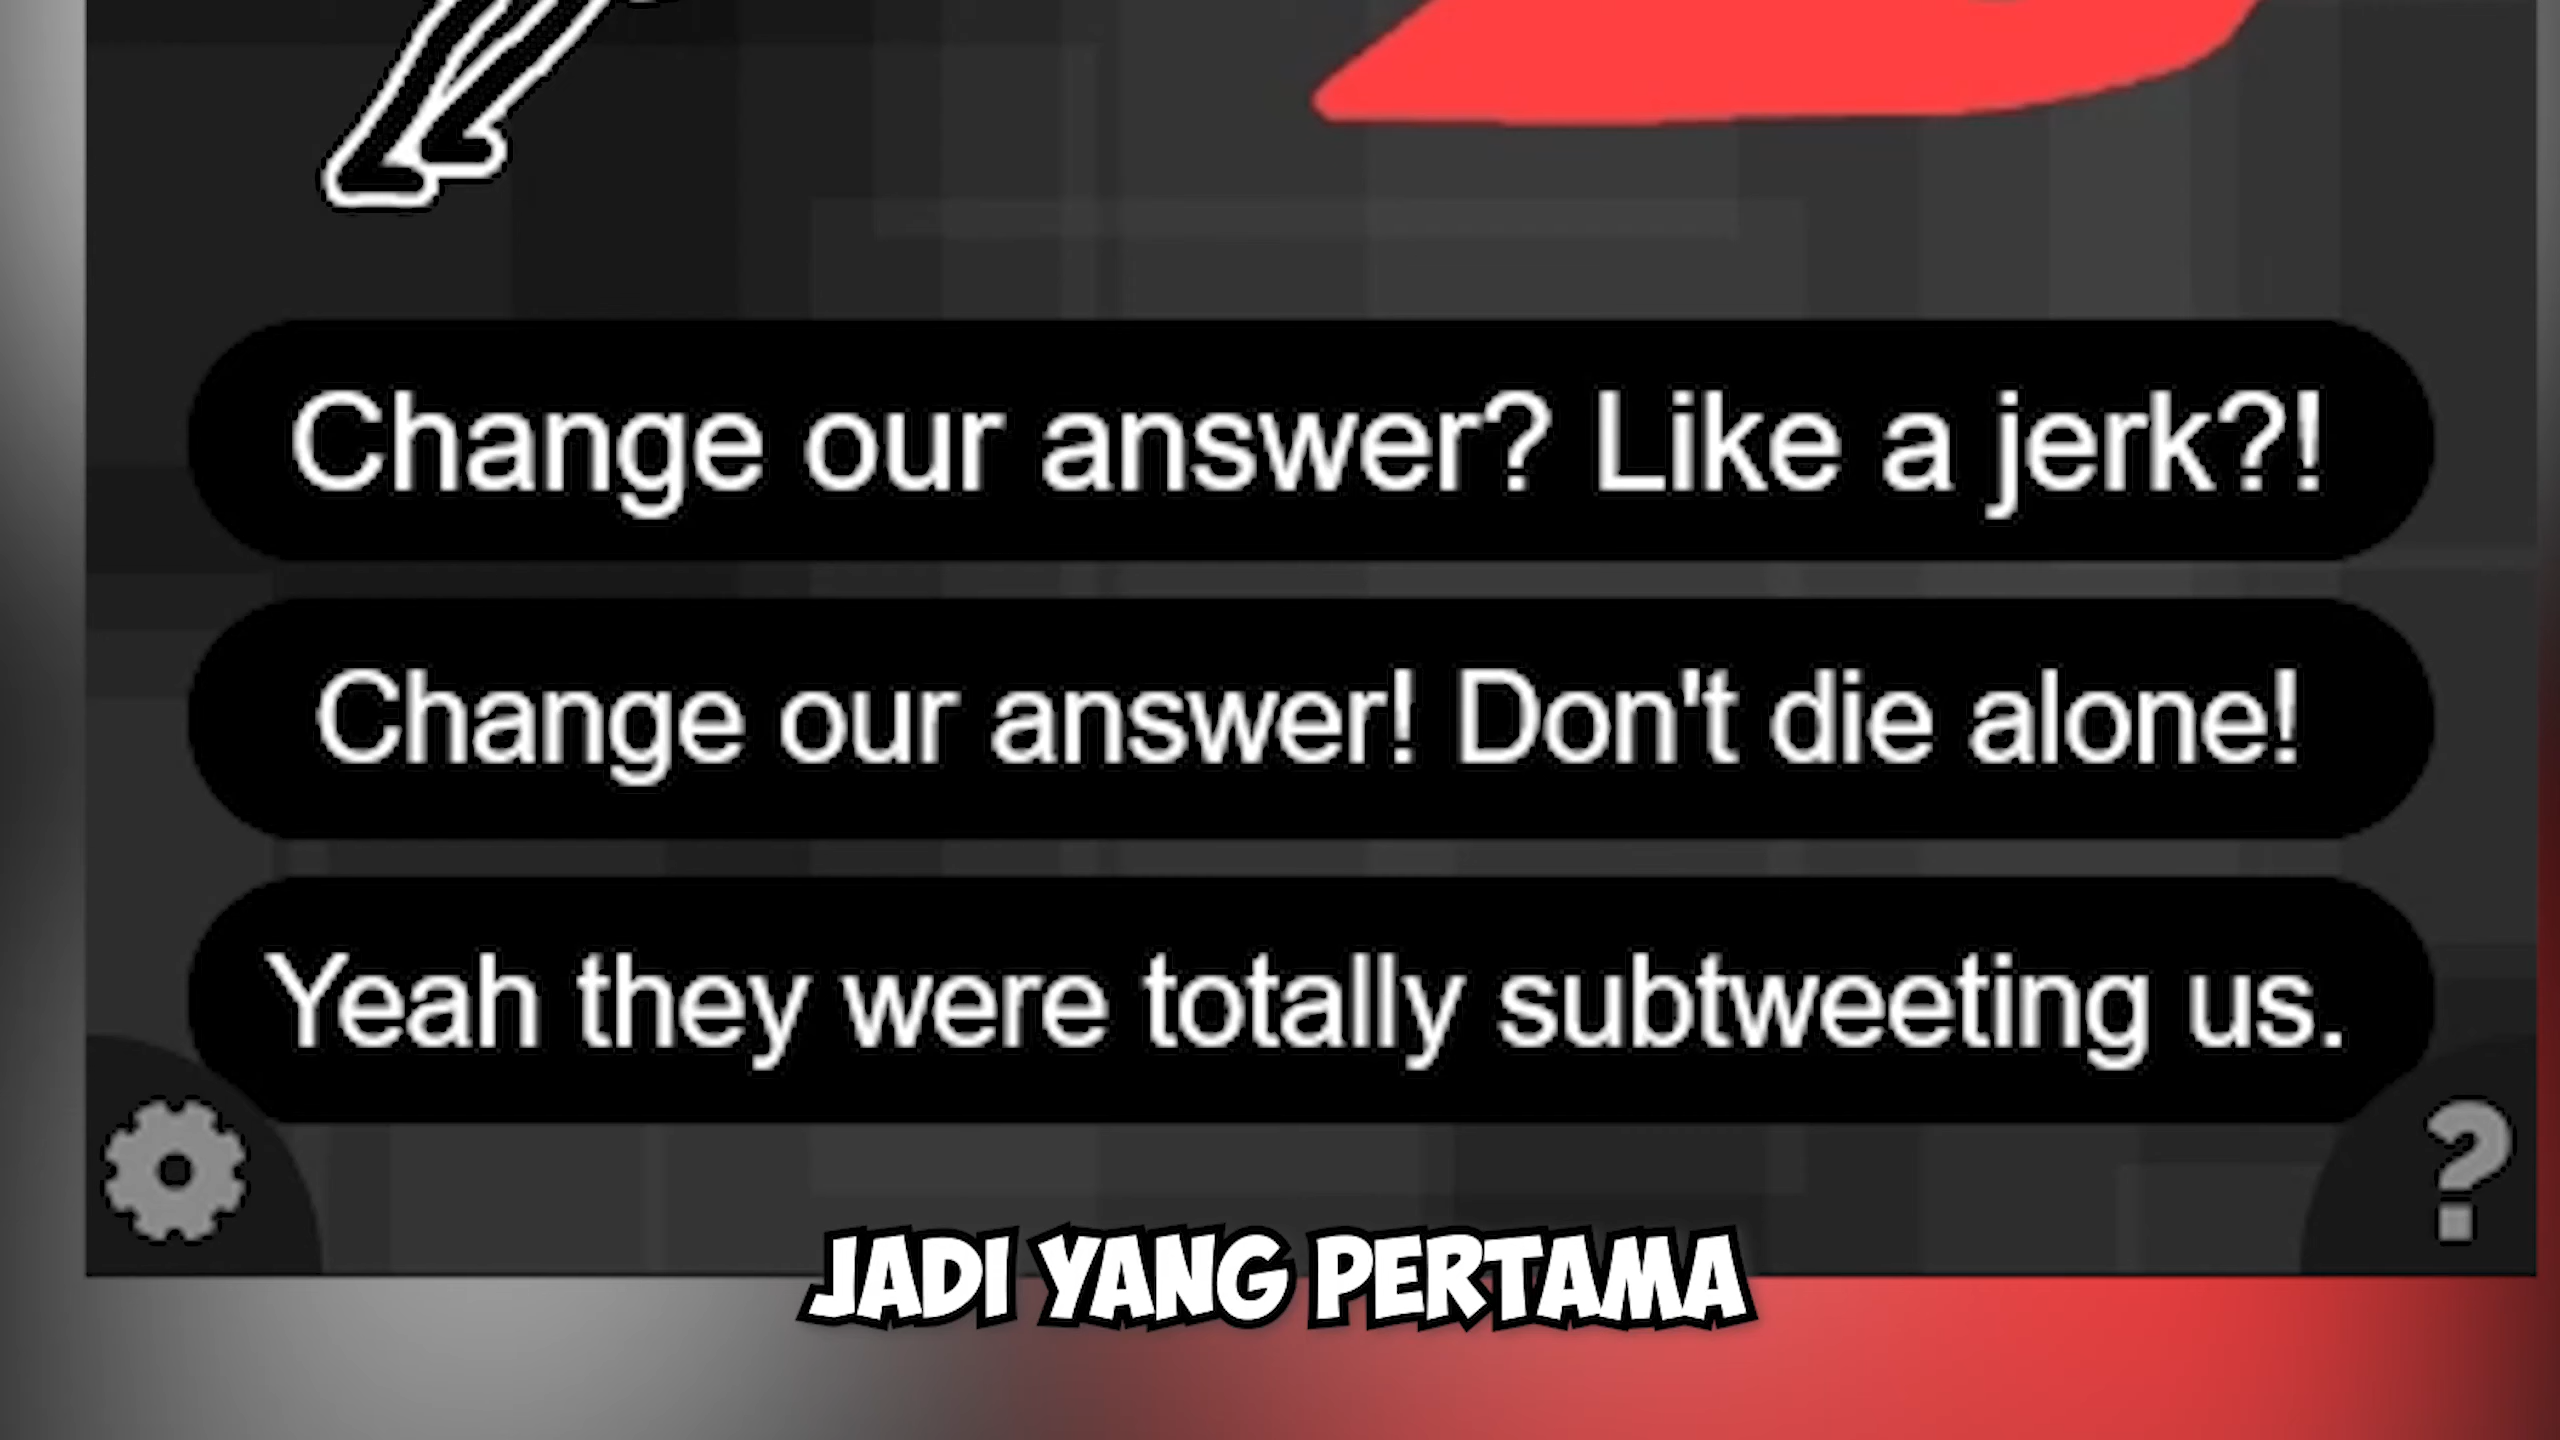 Change our answer? Like a jerk?!
Change our answer! Don't die alone!
Yeah they were totally subtweeting us.
?
JADI YANG PERTAMA